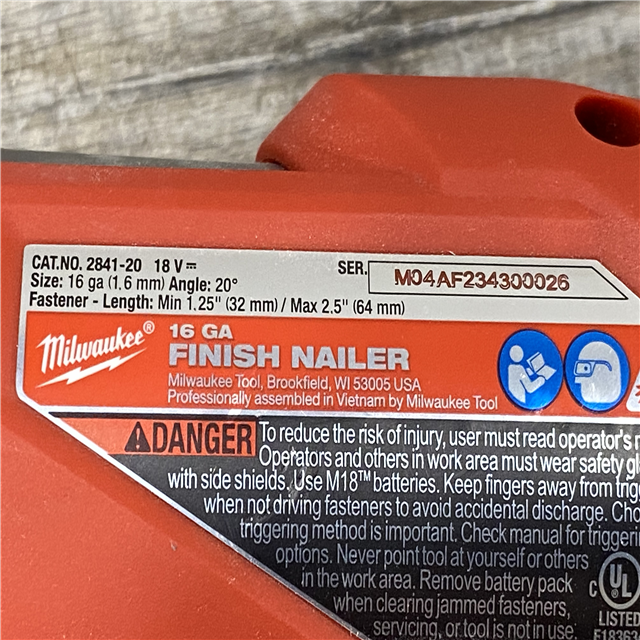 CAT.NO. 2841-20 18 V⎓
SER. M04AF234300026
Size: 16 ga (1.6 mm) Angle: 20°
Fastener - Length: Min 1.25" (32 mm) / Max 2.5" (64 mm)
Milwaukee®
16 GA
FINISH NAILER
Milwaukee Tool, Brookfield, WI 53005 USA
Professionally assembled in Vietnam by Milwaukee Tool
DANGER To reduce the risk of injury, user must read operator's
Operators and others in work area must wear safety
with side shields. Use M18™ batteries. Keep fingers away from
when not driving fasteners to avoid accidental discharge.
triggering method is important. Check manual for
options. Never point tool at yourself or others
in the work area. Remove battery pack
when clearing jammed fasteners,
servicing, or tool is not in use.
C UL
LISTED